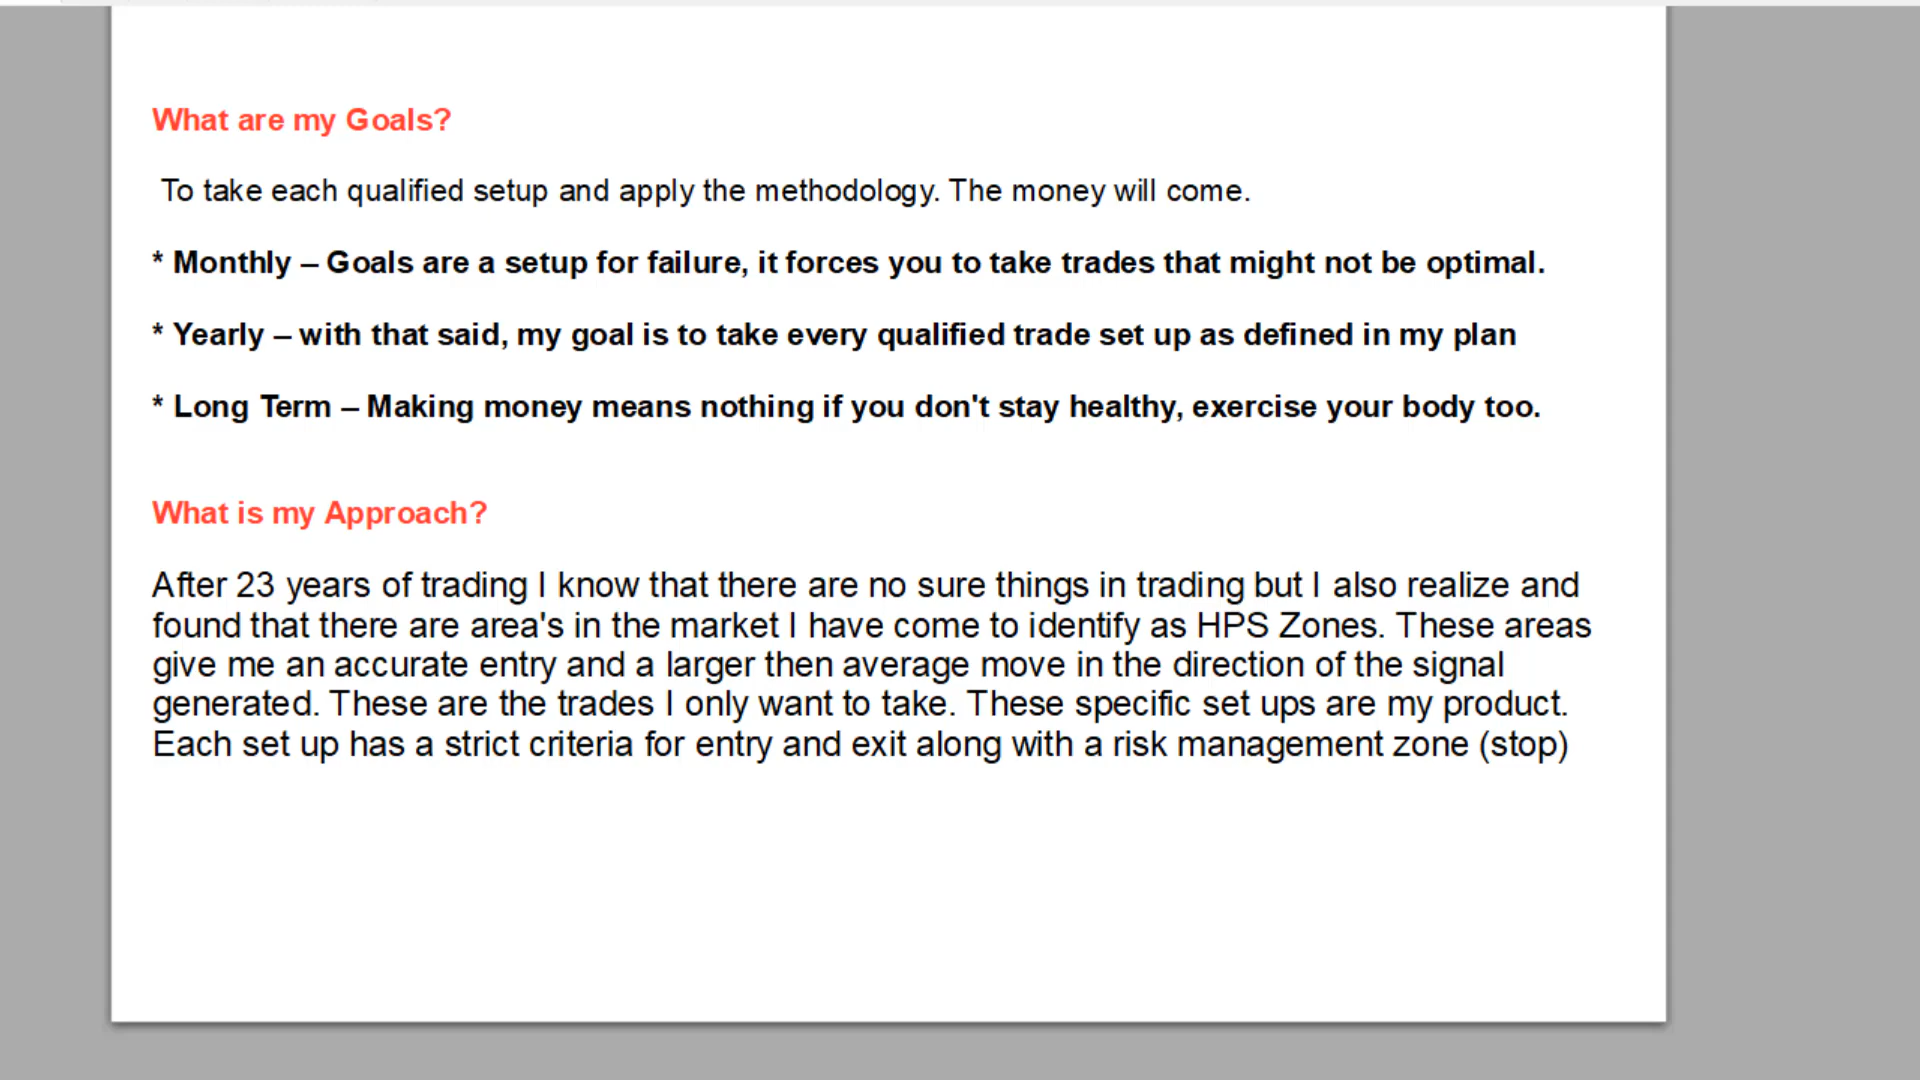 What are my Goals?
To take each qualified setup and apply the methodology. The money will come.
* Monthly – Goals are a setup for failure, it forces you to take trades that might not be optimal.
* Yearly – with that said, my goal is to take every qualified trade set up as defined in my plan
* Long Term – Making money means nothing if you don't stay healthy, exercise your body too.
What is my Approach?
After 23 years of trading I know that there are no sure things in trading but I also realize and
found that there are area's in the market I have come to identify as HPS Zones. These areas
give me an accurate entry and a larger then average move in the direction of the signal
generated. These are the trades I only want to take. These specific set ups are my product.
Each set up has a strict criteria for entry and exit along with a risk management zone (stop)